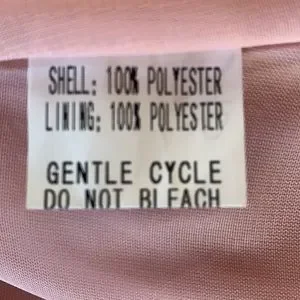 SHELL: 100% POLYESTER
LINING: 100% POLYESTER
GENTLE CYCLE
DO NOT BLEACH